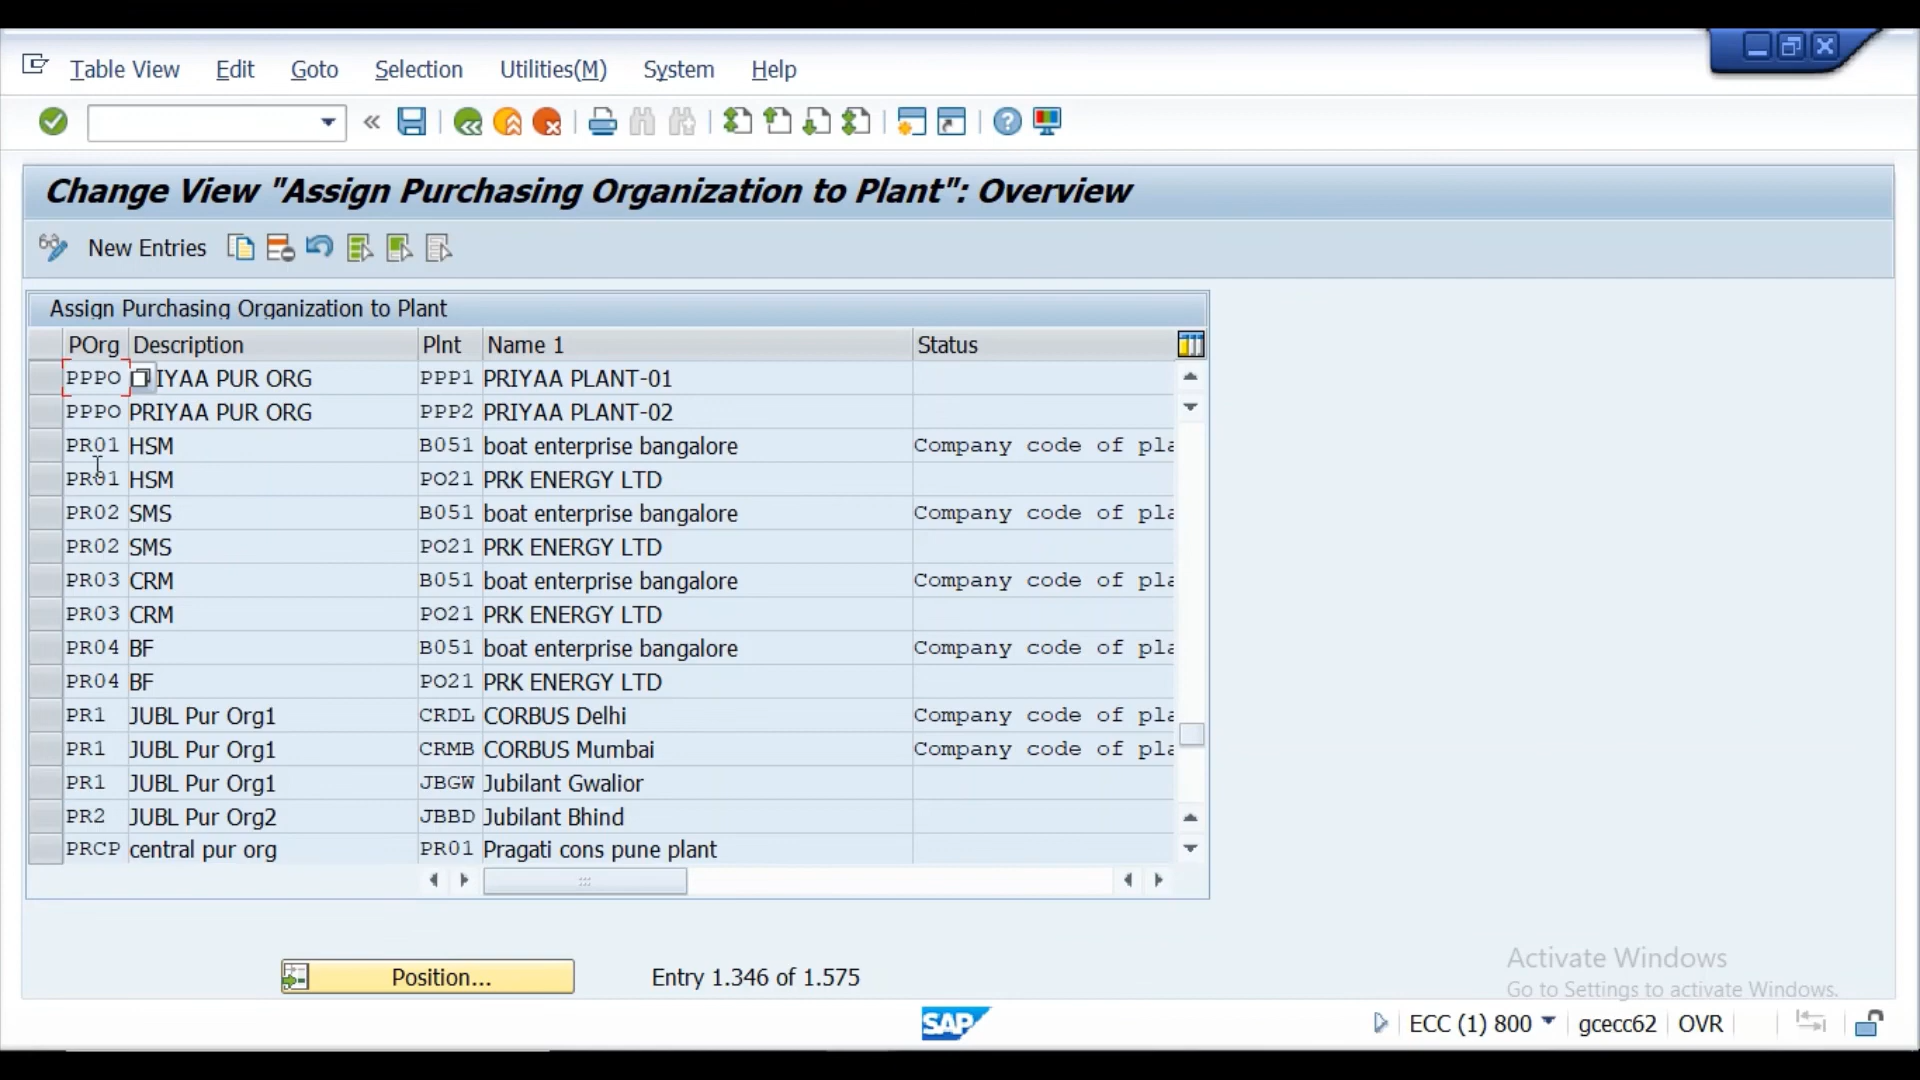 Table View Edit Goto Selection Utilities(M) System Help
Change View "Assign Purchasing Organization to Plant": Overview
New Entries
Assign Purchasing Organization to Plant
POrg Description Plnt Name 1 Status
PPPO IYAA PUR ORG PPP1 PRIYAA PLANT-01
PPPO PRIYAA PUR ORG PPP2 PRIYAA PLANT-02
PR01 HSM B051 boat enterprise bangalore Company code of pla
PR01 HSM PO21 PRK ENERGY LTD
PR02 SMS B051 boat enterprise bangalore Company code of pla
PR02 SMS PO21 PRK ENERGY LTD
PR03 CRM B051 boat enterprise bangalore Company code of pla
PR03 CRM PO21 PRK ENERGY LTD
PR04 BF B051 boat enterprise bangalore Company code of pla
PR04 BF PO21 PRK ENERGY LTD
PR1 JUBL Pur Org1 CRDL CORBUS Delhi Company code of pla
PR1 JUBL Pur Org1 CRMB CORBUS Mumbai Company code of pla
PR1 JUBL Pur Org1 JBGW Jubilant Gwalior
PR2 JUBL Pur Org2 JBBD Jubilant Bhind
PRCP central pur org PR01 Pragati cons pune plant
Position... Entry 1.346 of 1.575
Activate Windows
Go to Settings to activate Windows.
SAP ECC (1) 800 gcecc62 OVR